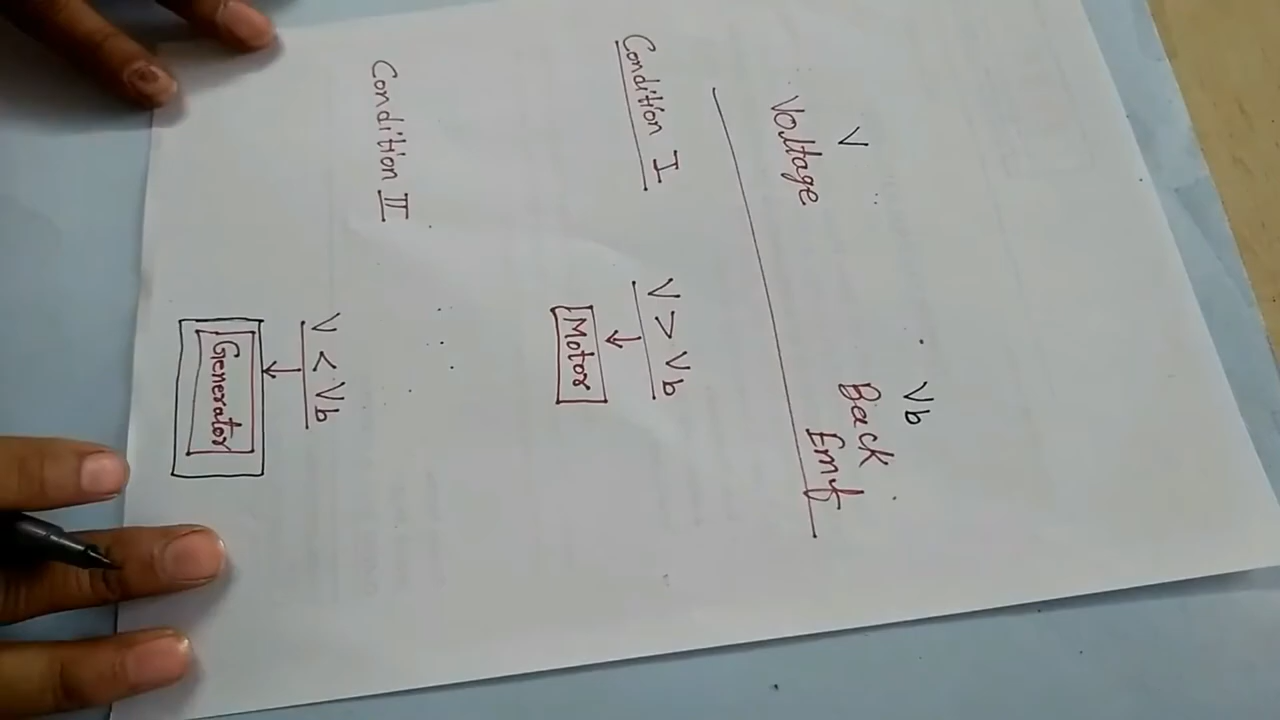 V
Voltage
Vb
Back
Emf
Condition I
V > Vb
↓
Motor
Condition II
V < Vb
↓
Generator